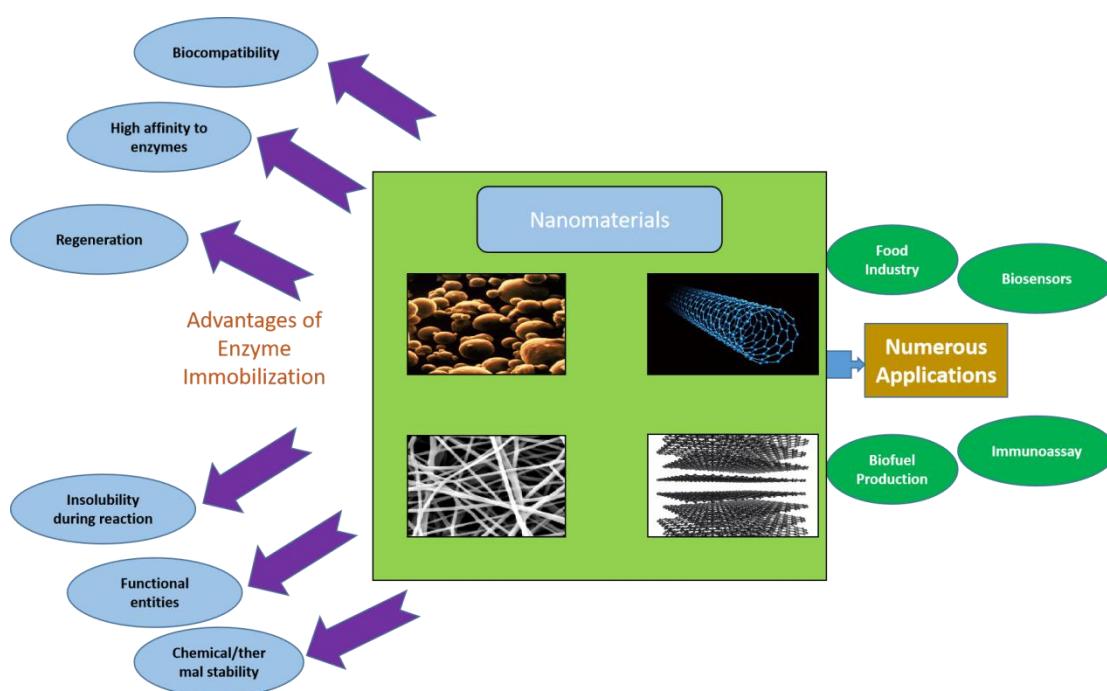 Biocompatibility
High affinity to
enzymes
Regeneration
Advantages of
Enzyme
Immobilization
Insolubility
during reaction
Functional
entities
Chemical/ther
mal stability
Nanomaterials
Food
Industry
Biosensors
Numerous
Applications
Biofuel
Production
Immunoassay